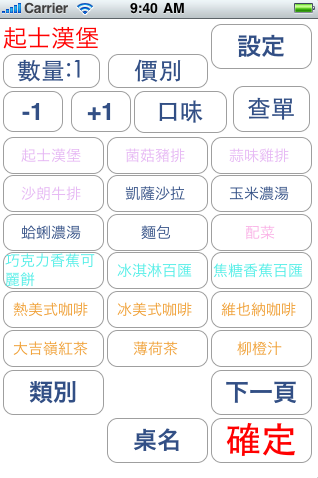 Carrier 9:40 AM
起士漢堡
設定
數量:1 價別
-1 +1 口味 查單
起士漢堡 菌菇豬排 蒜味雞排
沙朗牛排 凱薩沙拉 玉米濃湯
蛤蜊濃湯 麵包 配菜
巧克力香蕉可
麗餅
冰淇淋百匯 焦糖香蕉百匯
熱美式咖啡 冰美式咖啡 維也納咖啡
大吉嶺紅茶 薄荷茶 柳橙汁
類別 下一頁
桌名 確定